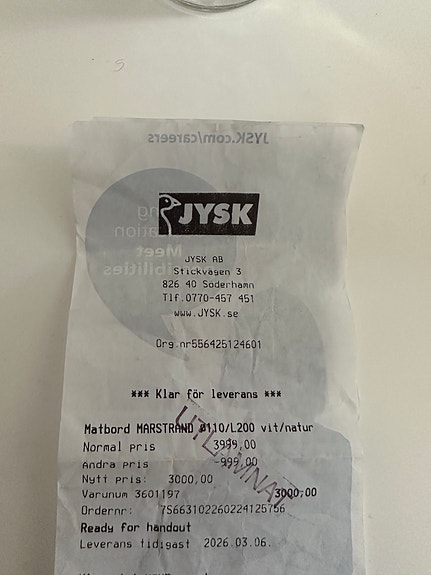 JYSK.com/careers
JYSK
JYSK AB
Stickvägen 3
826 40 Söderhamn
Tlf.0770-457 451
www.JYSK.se
Org.nr556425124601
*** Klar för leverans ***
Matbord MARSTRAND Ø110/L200 vit/natur
Normal pris 3999,00
Andra pris -999,00
Nytt pris: 3000,00
Varunum 3601197 3000,00
Ordernr: 7S663102260224125756
UTLÄMNAT
Ready for handout
Leverans tidigast 2026.03.06.